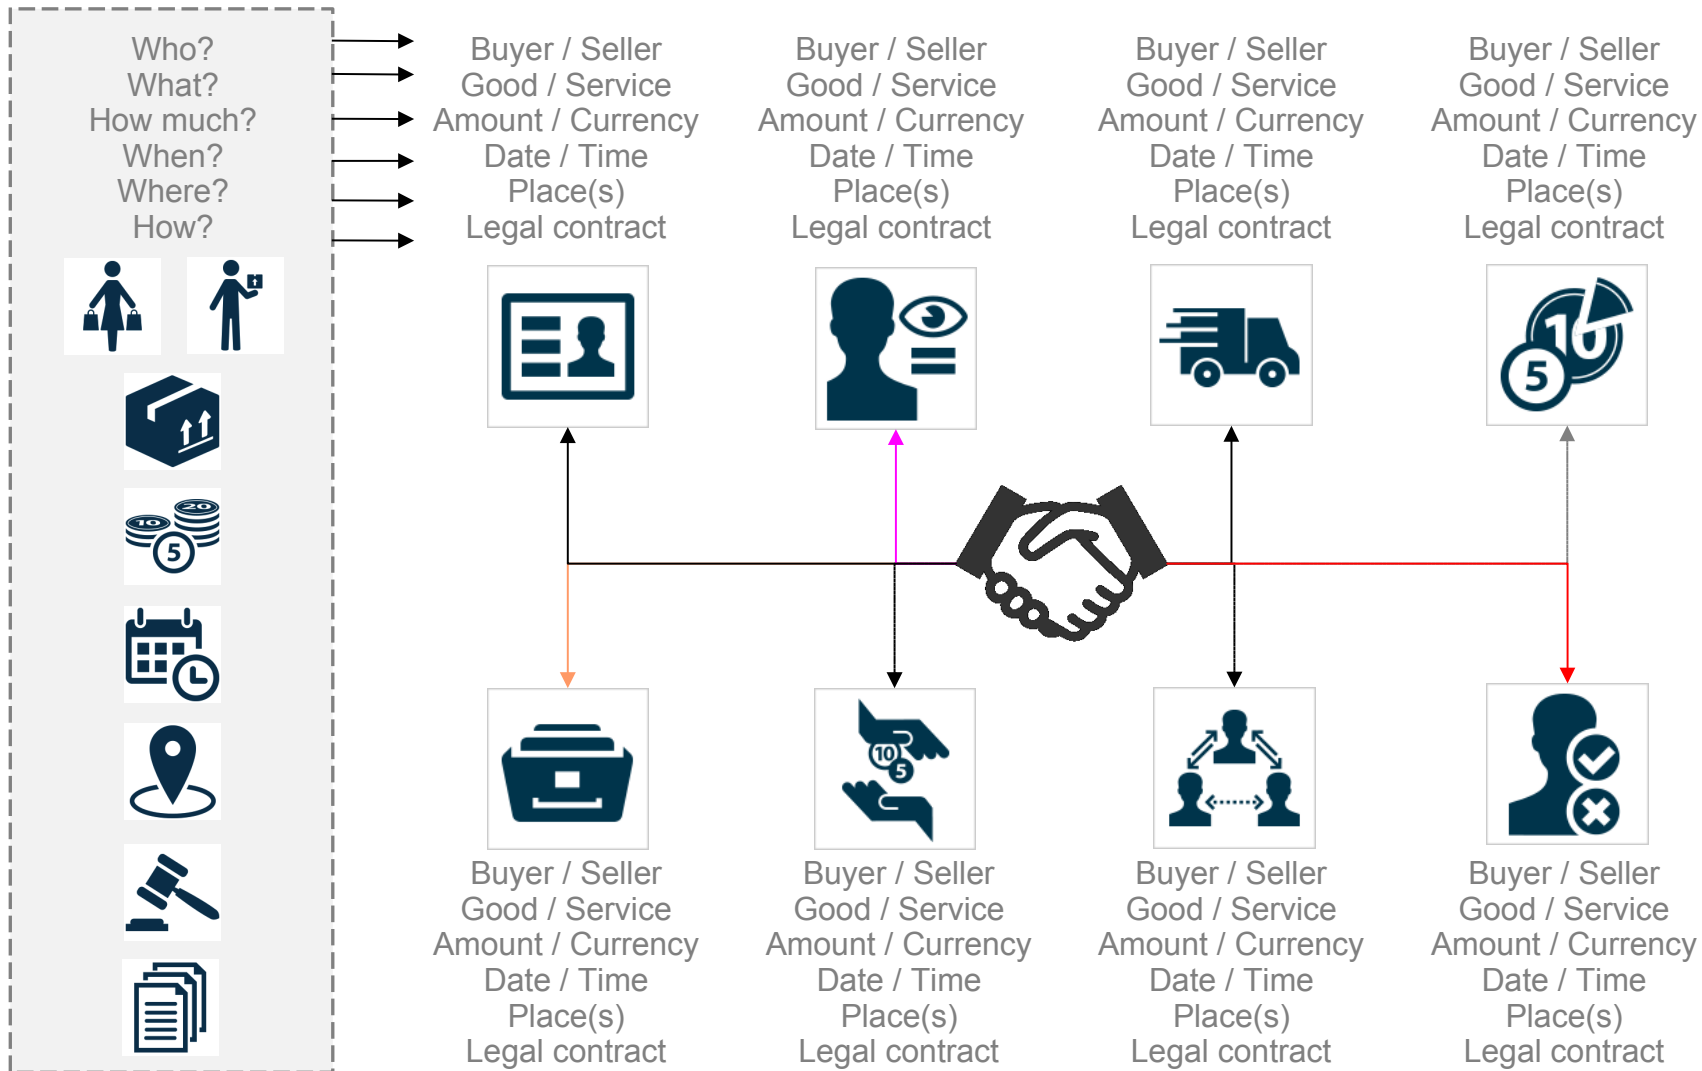 Who?
What?
How much?
When?
Where?
How?
Buyer / Seller
Good / Service
Amount / Currency
Date / Time
Place(s)
Legal contract
Buyer / Seller
Good / Service
Amount / Currency
Date / Time
Place(s)
Legal contract
Buyer / Seller
Good / Service
Amount / Currency
Date / Time
Place(s)
Legal contract
Buyer / Seller
Good / Service
Amount / Currency
Date / Time
Place(s)
Legal contract
10
5
10
20
5
10
5
Buyer / Seller
Good / Service
Amount / Currency
Date / Time
Place(s)
Legal contract
Buyer / Seller
Good / Service
Amount / Currency
Date / Time
Place(s)
Legal contract
Buyer / Seller
Good / Service
Amount / Currency
Date / Time
Place(s)
Legal contract
Buyer / Seller
Good / Service
Amount / Currency
Date / Time
Place(s)
Legal contract